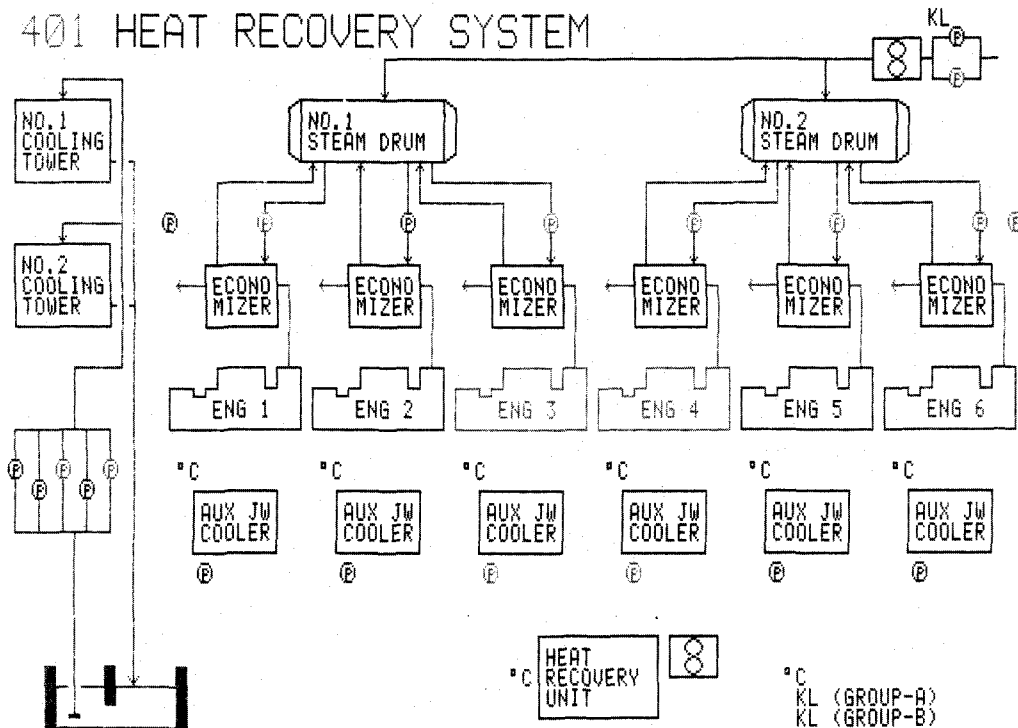 401 HEAT RECOVERY SYSTEM
KL
P
P
NO.1
COOLING
TOWER
NO.1
STEAM DRUM
NO.2
STEAM DRUM
P P P P P P P P
NO.2
COOLING
TOWER
ECONO
MIZER
ECONO
MIZER
ECONO
MIZER
ECONO
MIZER
ECONO
MIZER
ECONO
MIZER
ENG 1
ENG 2
ENG 3
ENG 4
ENG 5
ENG 6
P P P P P
°C
°C
°C
°C
°C
°C
AUX JW
COOLER
AUX JW
COOLER
AUX JW
COOLER
AUX JW
COOLER
AUX JW
COOLER
AUX JW
COOLER
P P P P P P
°C
HEAT
RECOVERY
UNIT
°C
KL (GROUP-A)
KL (GROUP-B)